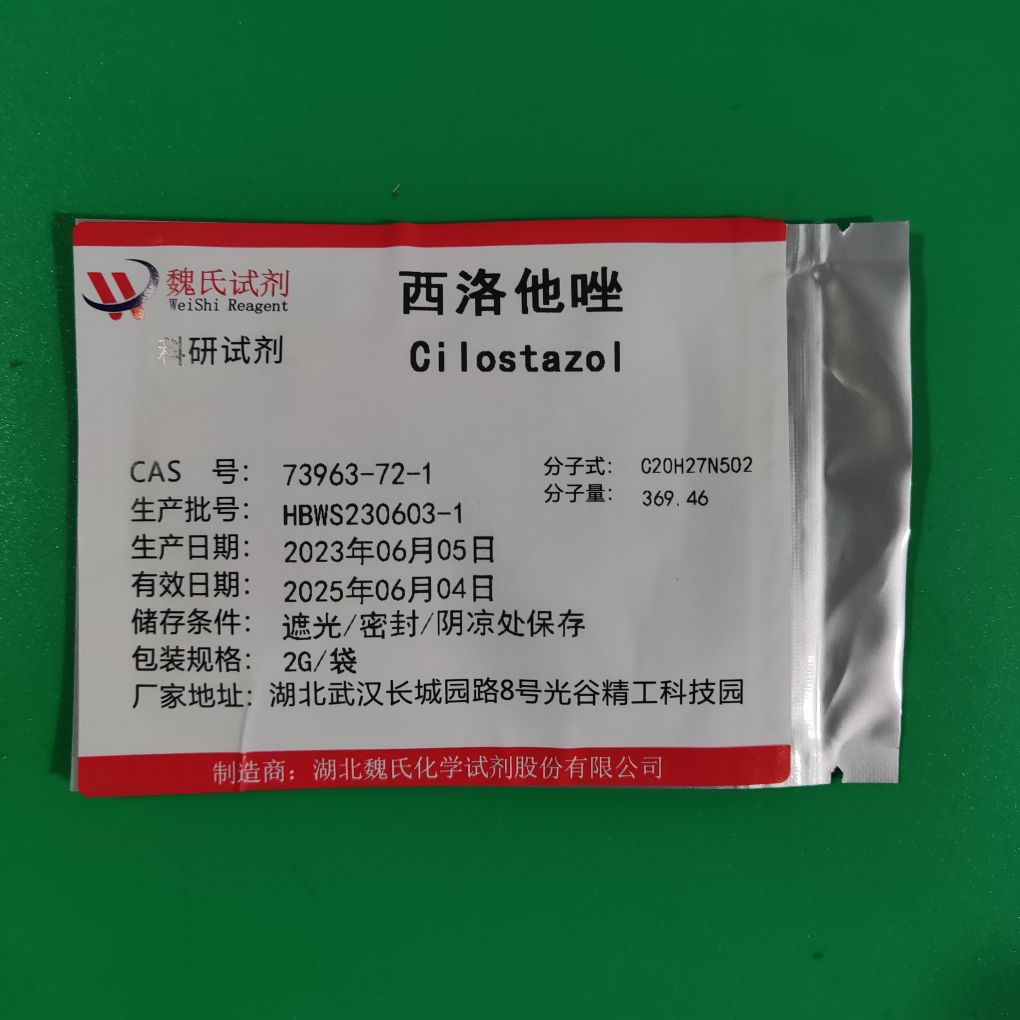 魏氏试剂
WeiShi Reagent
科研试剂
西洛他唑
Cilostazol
CAS 号： 73963-72-1
分子式： C20H27N5O2
生产批号： HBWS230603-1
分子量： 369.46
生产日期： 2023年06月05日
有效日期： 2025年06月04日
储存条件： 遮光/密封/阴凉处保存
包装规格： 2G/袋
厂家地址：湖北武汉长城园路8号光谷精工科技园
制造商：湖北魏氏化学试剂股份有限公司